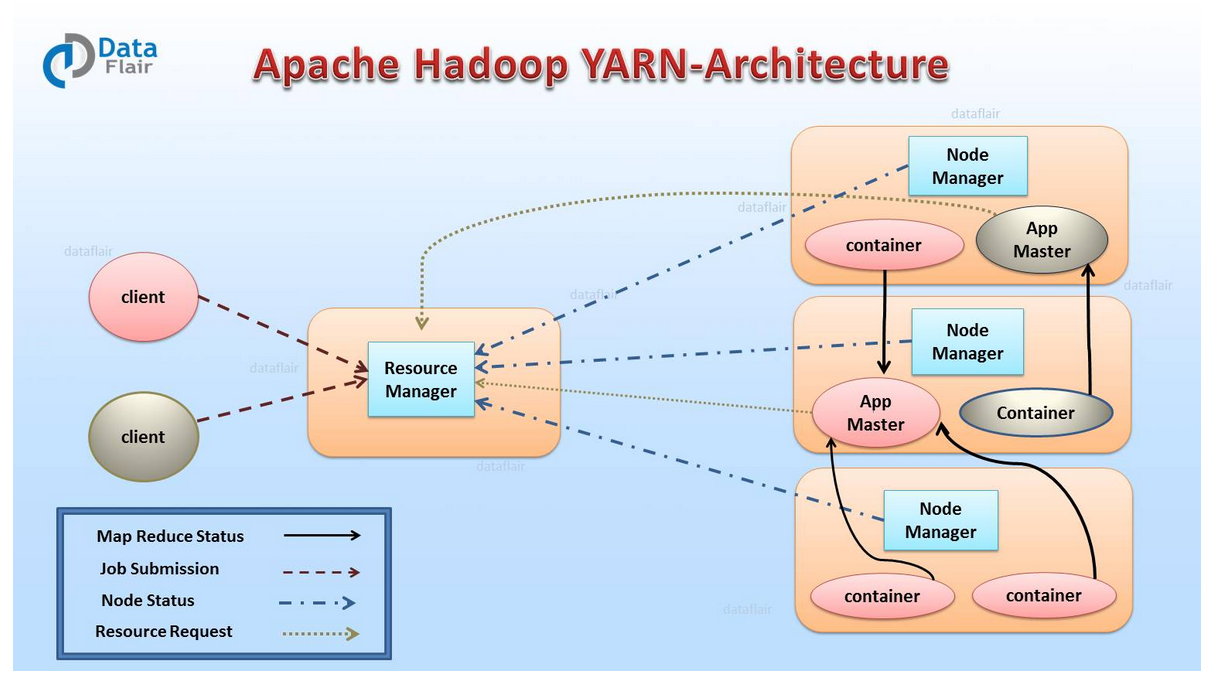 Data
Flair
Apache Hadoop YARN-Architecture
dataflair
Node
Manager
dataflair
container
App
Master
dataflair
client
dataflair
dataflair
Node
Manager
Resource
Manager
dataflair
App
Master
Container
client
dataflair
Node
Manager
container
container
dataflair
Map Reduce Status
Job Submission
Node Status
Resource Request